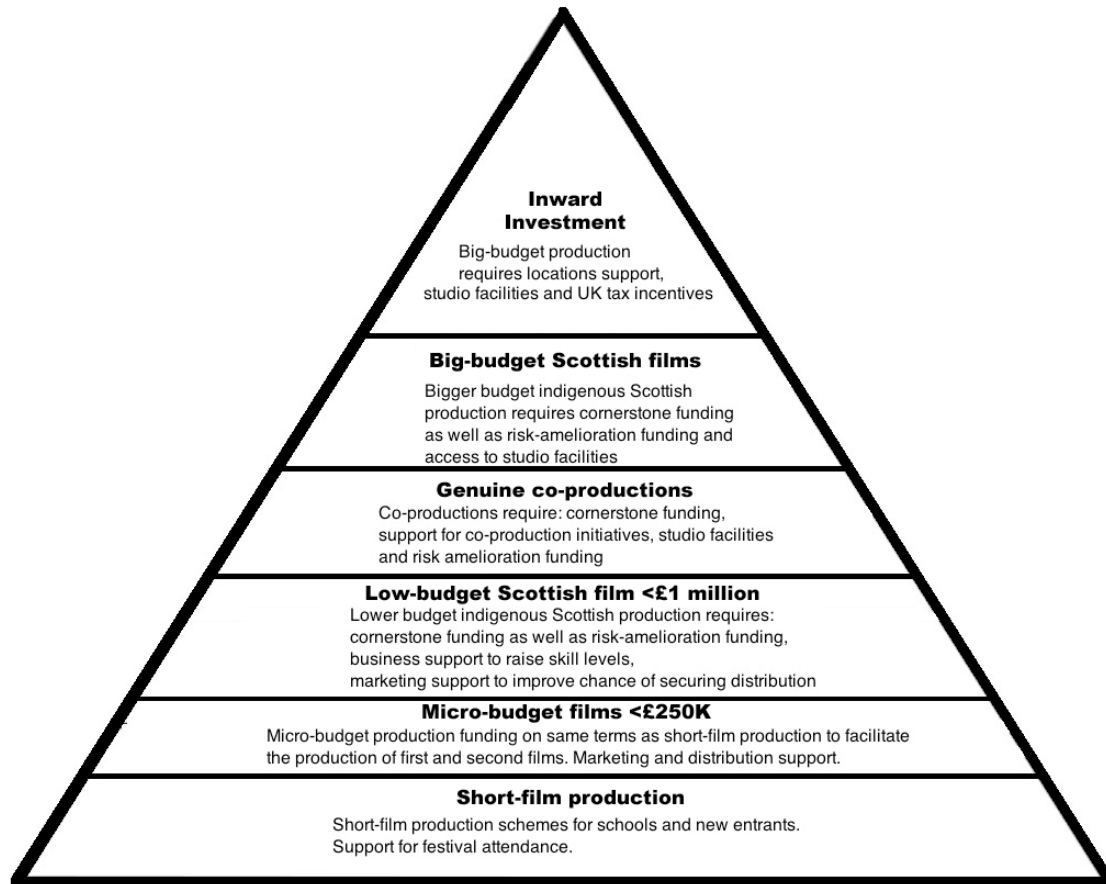 Inward
Investment
Big-budget production
requires locations support,
studio facilities and UK tax incentives
Big-budget Scottish films
Bigger budget indigenous Scottish
production requires cornerstone funding
as well as risk-amelioration funding and
access to studio facilities
Genuine co-productions
Co-productions require: cornerstone funding,
support for co-production initiatives, studio facilities
and risk amelioration funding
Low-budget Scottish film <£1 million
Lower budget indigenous Scottish production requires:
cornerstone funding as well as risk-amelioration funding,
business support to raise skill levels,
marketing support to improve chance of securing distribution
Micro-budget films <£250K
Micro-budget production funding on same terms as short-film production to facilitate
the production of first and second films. Marketing and distribution support.
Short-film production
Short-film production schemes for schools and new entrants.
Support for festival attendance.